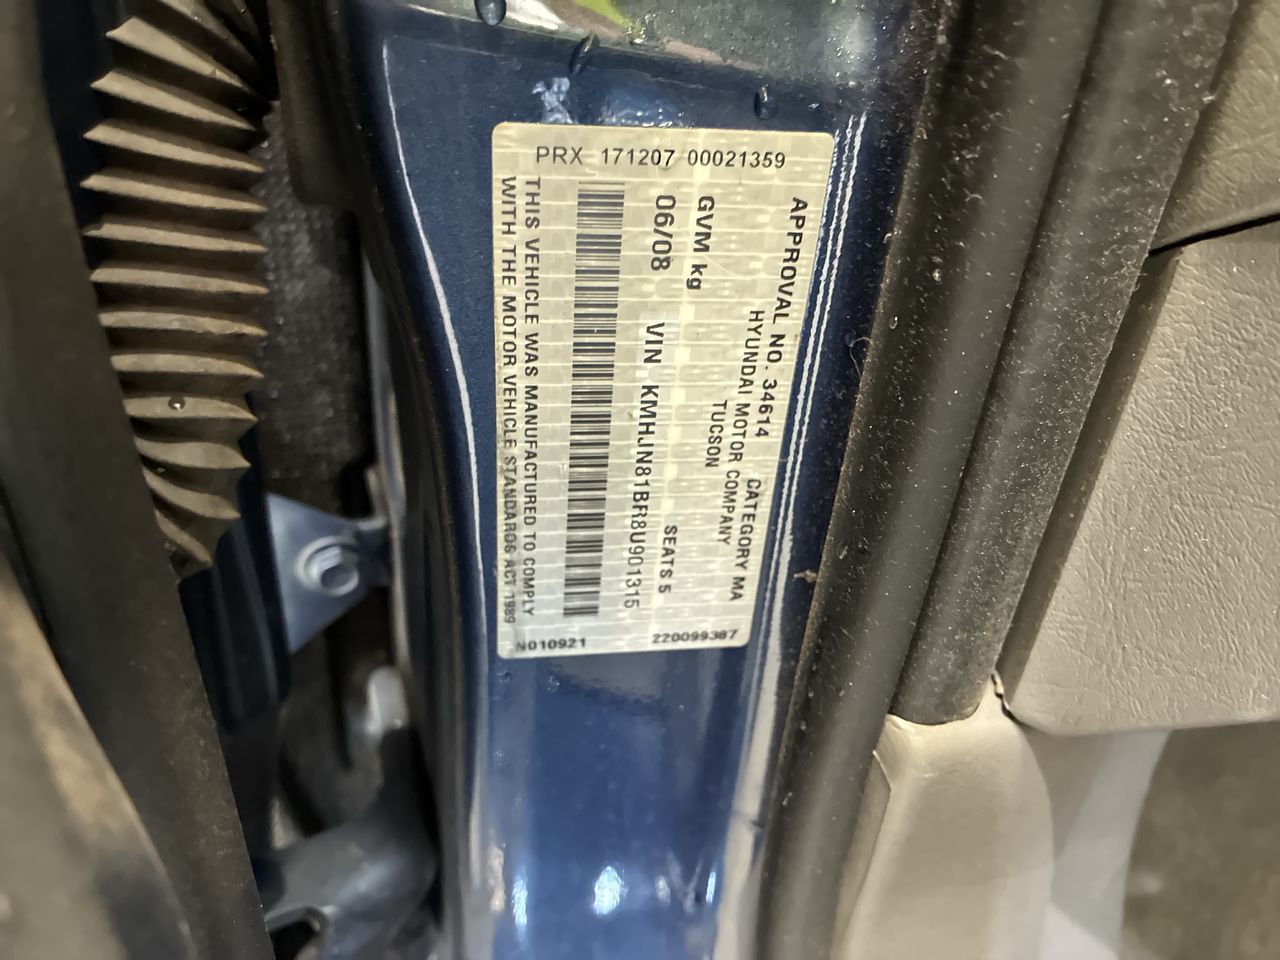 PRX 171207 00021359
APPROVAL NO. 34614 CATEGORY MA
HYUNDAI MOTOR COMPANY
TUCSON
GVM kg SEATS 5
06/08 VIN KMHJN81BR8U901315
THIS VEHICLE WAS MANUFACTURED TO COMPLY
WITH THE MOTOR VEHICLE STANDARDS ACT 1989
N010921
220099387